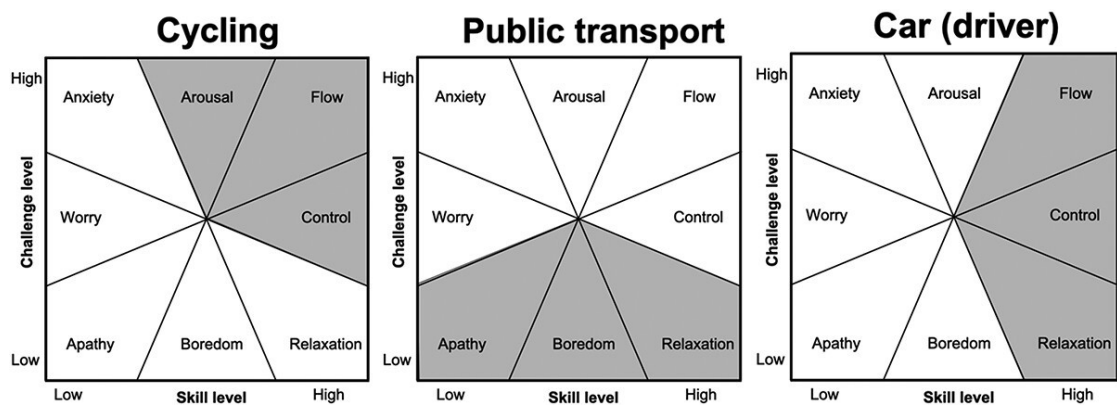 Cycling
High
Anxiety Arousal Flow
Challenge level
Worry Control
Apathy Boredom Relaxation
Low
Low Skill level High
Public transport
High
Anxiety Arousal Flow
Challenge level
Worry Control
Apathy Boredom Relaxation
Low
Low Skill level High
Car (driver)
High
Anxiety Arousal Flow
Challenge level
Worry Control
Apathy Boredom Relaxation
Low
Low Skill level High